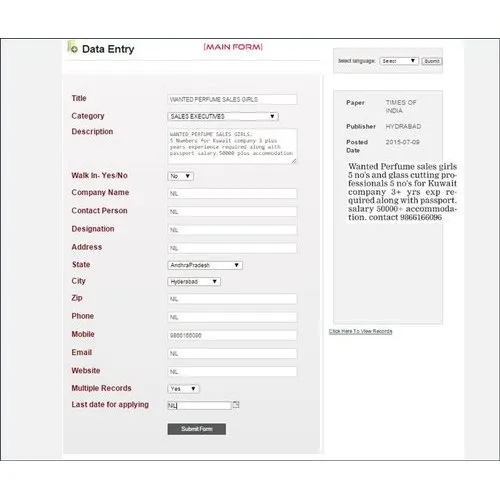 Data Entry
[MAIN FORM]
Select language: Select Submit
Title WANTED PERFUME SALES GIRLS
Category SALES EXECUTIVES
Description WANTED PERFUME SALES GIRLS.
5 Numbers for Kuwait company 3 plus
years experience required along with
passport salary 50000 plus accommodation
Walk In- Yes/No No
Company Name NIL
Contact Person NIL
Designation NIL
Address NIL
State AndhraPradesh
City Hyderabad
Zip NIL
Phone NIL
Mobile 9866166096
Email NIL
Website NIL
Multiple Records Yes
Last date for applying NIL
Submit Form
Paper TIMES OF
INDIA
Publisher HYDRABAD
Posted 2015-07-09
Date
Wanted Perfume sales girls
5 no's and glass cutting pro-
fessionals 5 no's for Kuwait
company 3+ yrs exp re-
quired along with passport.
salary 50000+ accommoda-
tion. contact 9866166096
Click Here To View Records